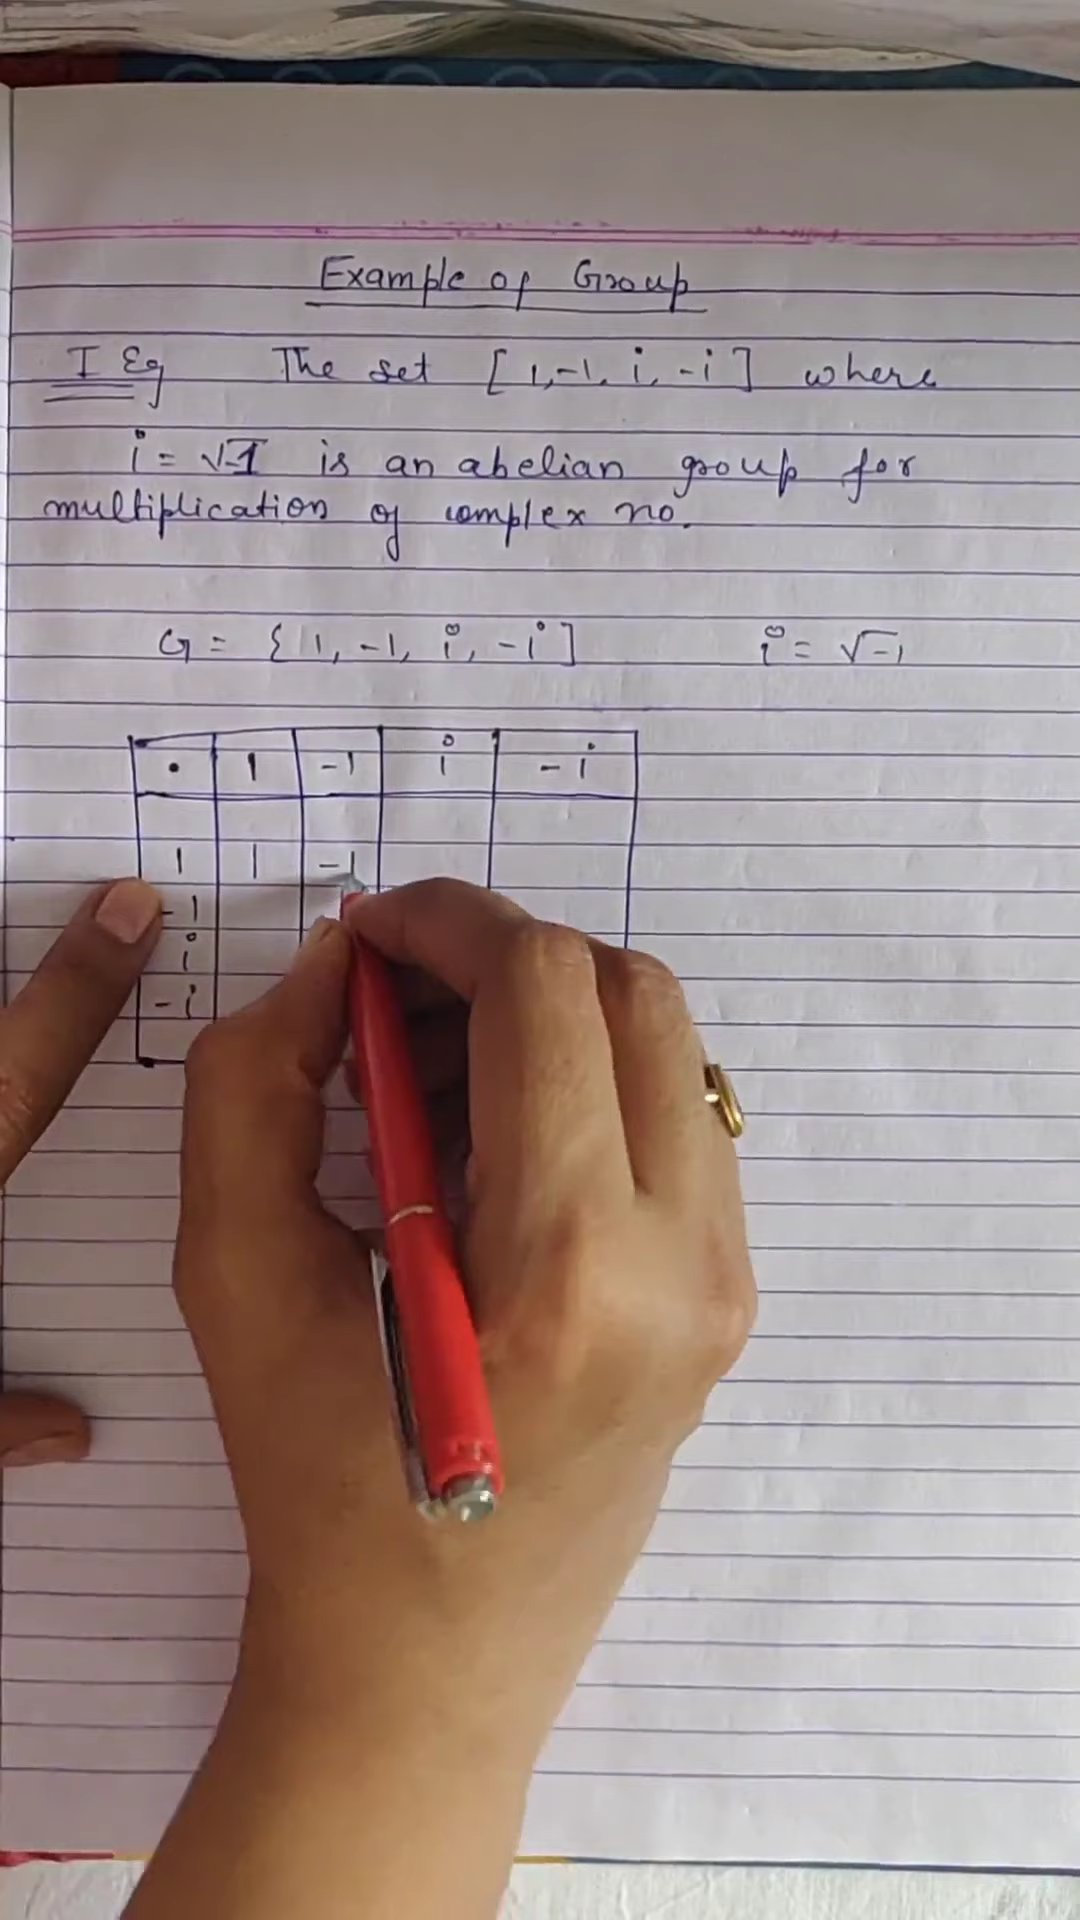 Example of Group
I Eg The set [1, -1, i, -i] where
i = √-1 is an abelian group for
multiplication of complex no.
G = {1, -1, i, -i] i = √-1
• 1 -1 i -i
1 1 -1
-1
i
-i